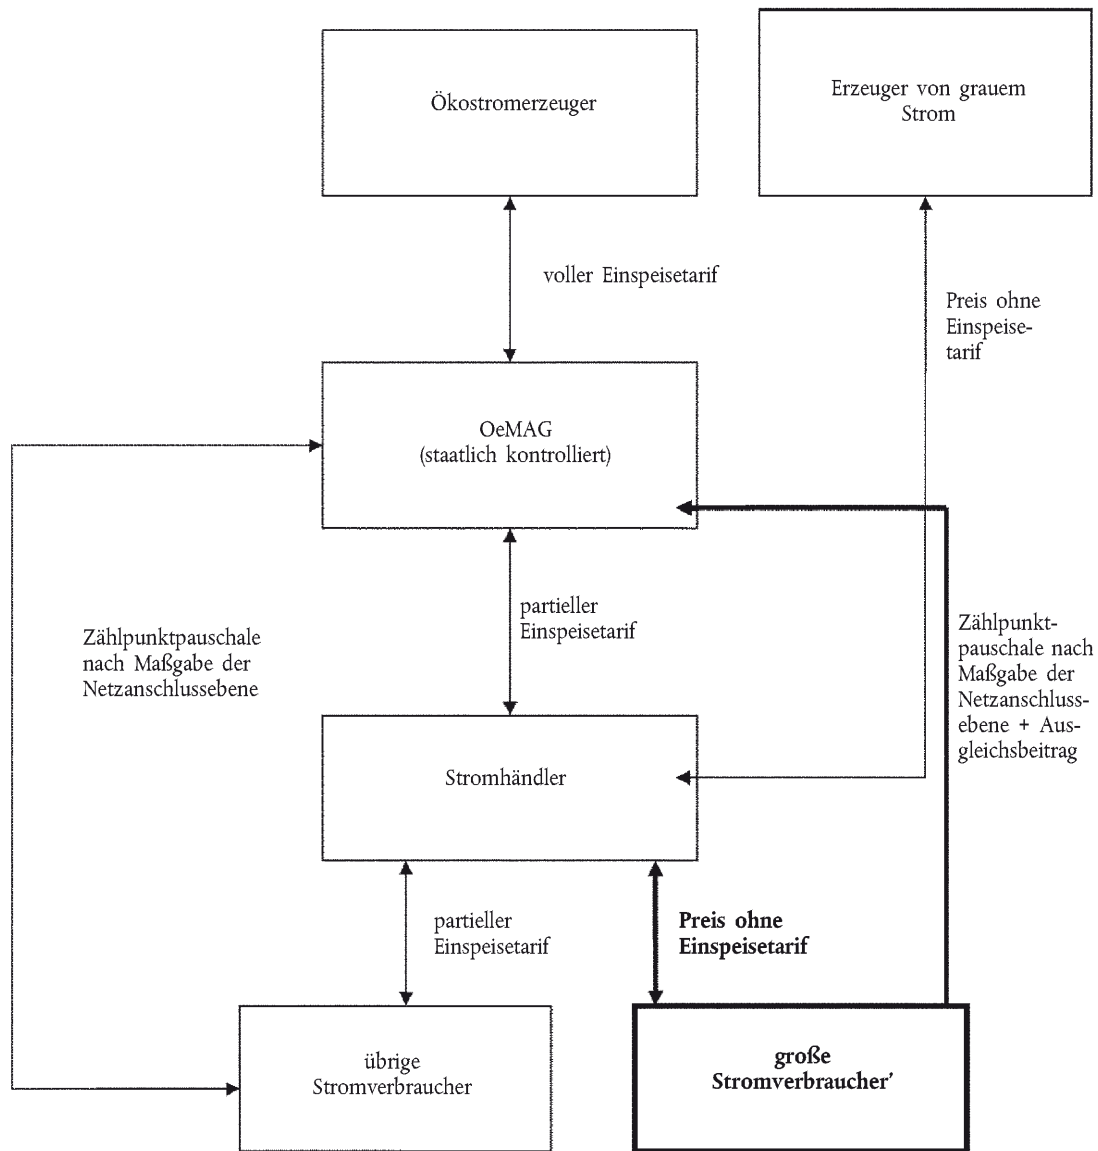 Ökostromerzeuger
Erzeuger von grauem
Strom
voller Einspeisetarif
Preis ohne
Einspeise-
tarif
OeMAG
(staatlich kontrolliert)
partieller
Einspeisetarif
Zählpunktpauschale
nach Maßgabe der
Netzanschlussebene
Zählpunkt-
pauschale nach
Maßgabe der
Netzanschluss-
ebene + Aus-
gleichsbeitrag
Stromhändler
partieller
Einspeisetarif
Preis ohne
Einspeisetarif
übrige
Stromverbraucher
große
Stromverbraucher’